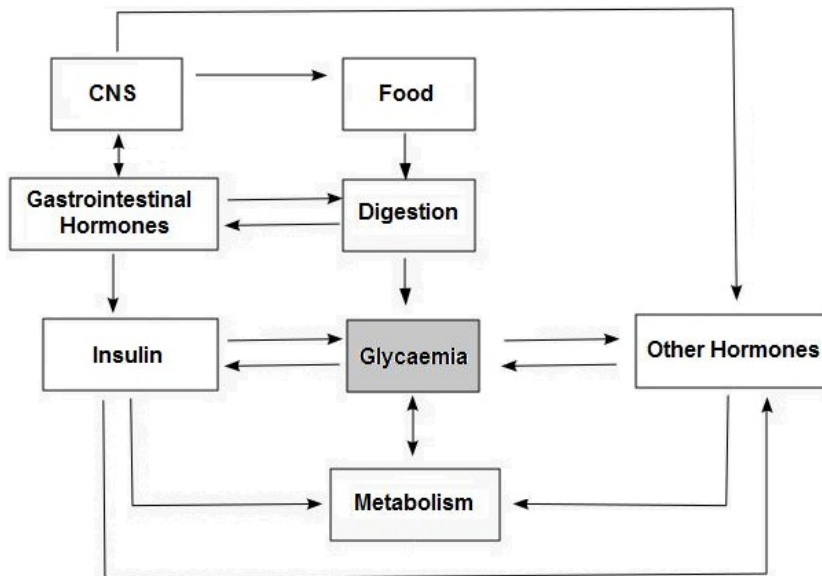 CNS
Food
Gastrointestinal
Hormones
Digestion
Insulin
Glycaemia
Other Hormones
Metabolism